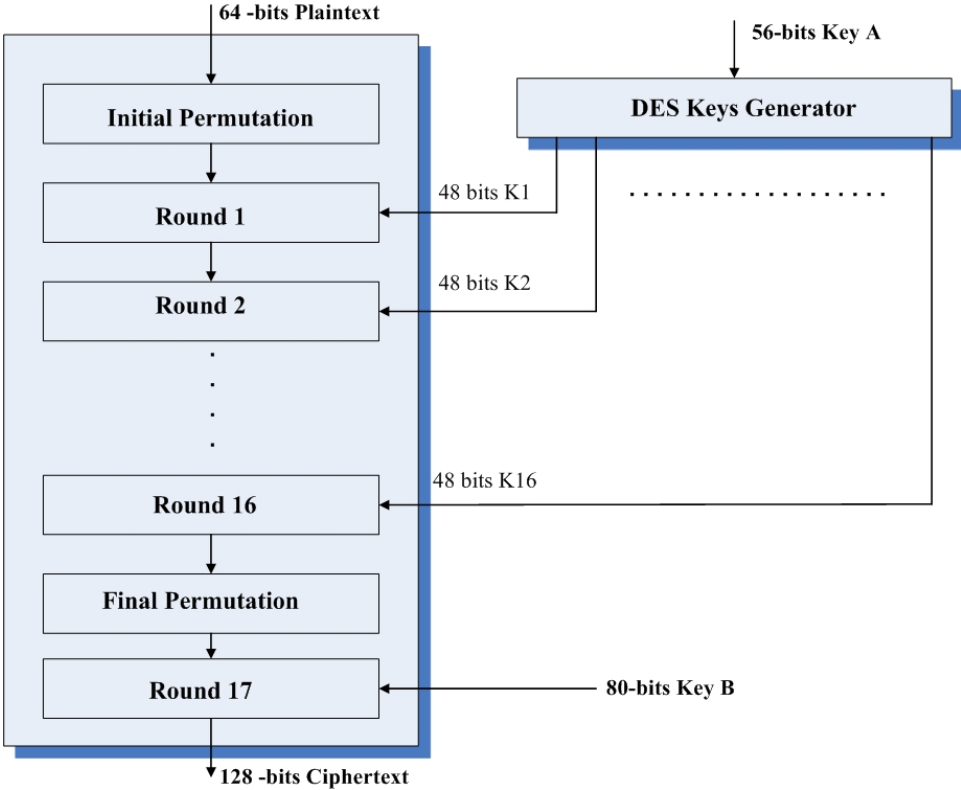 64 -bits Plaintext
56-bits Key A
DES Keys Generator
Initial Permutation
48 bits K1
Round 1
48 bits K2
Round 2
48 bits K16
Round 16
Final Permutation
Round 17
80-bits Key B
128 -bits Ciphertext